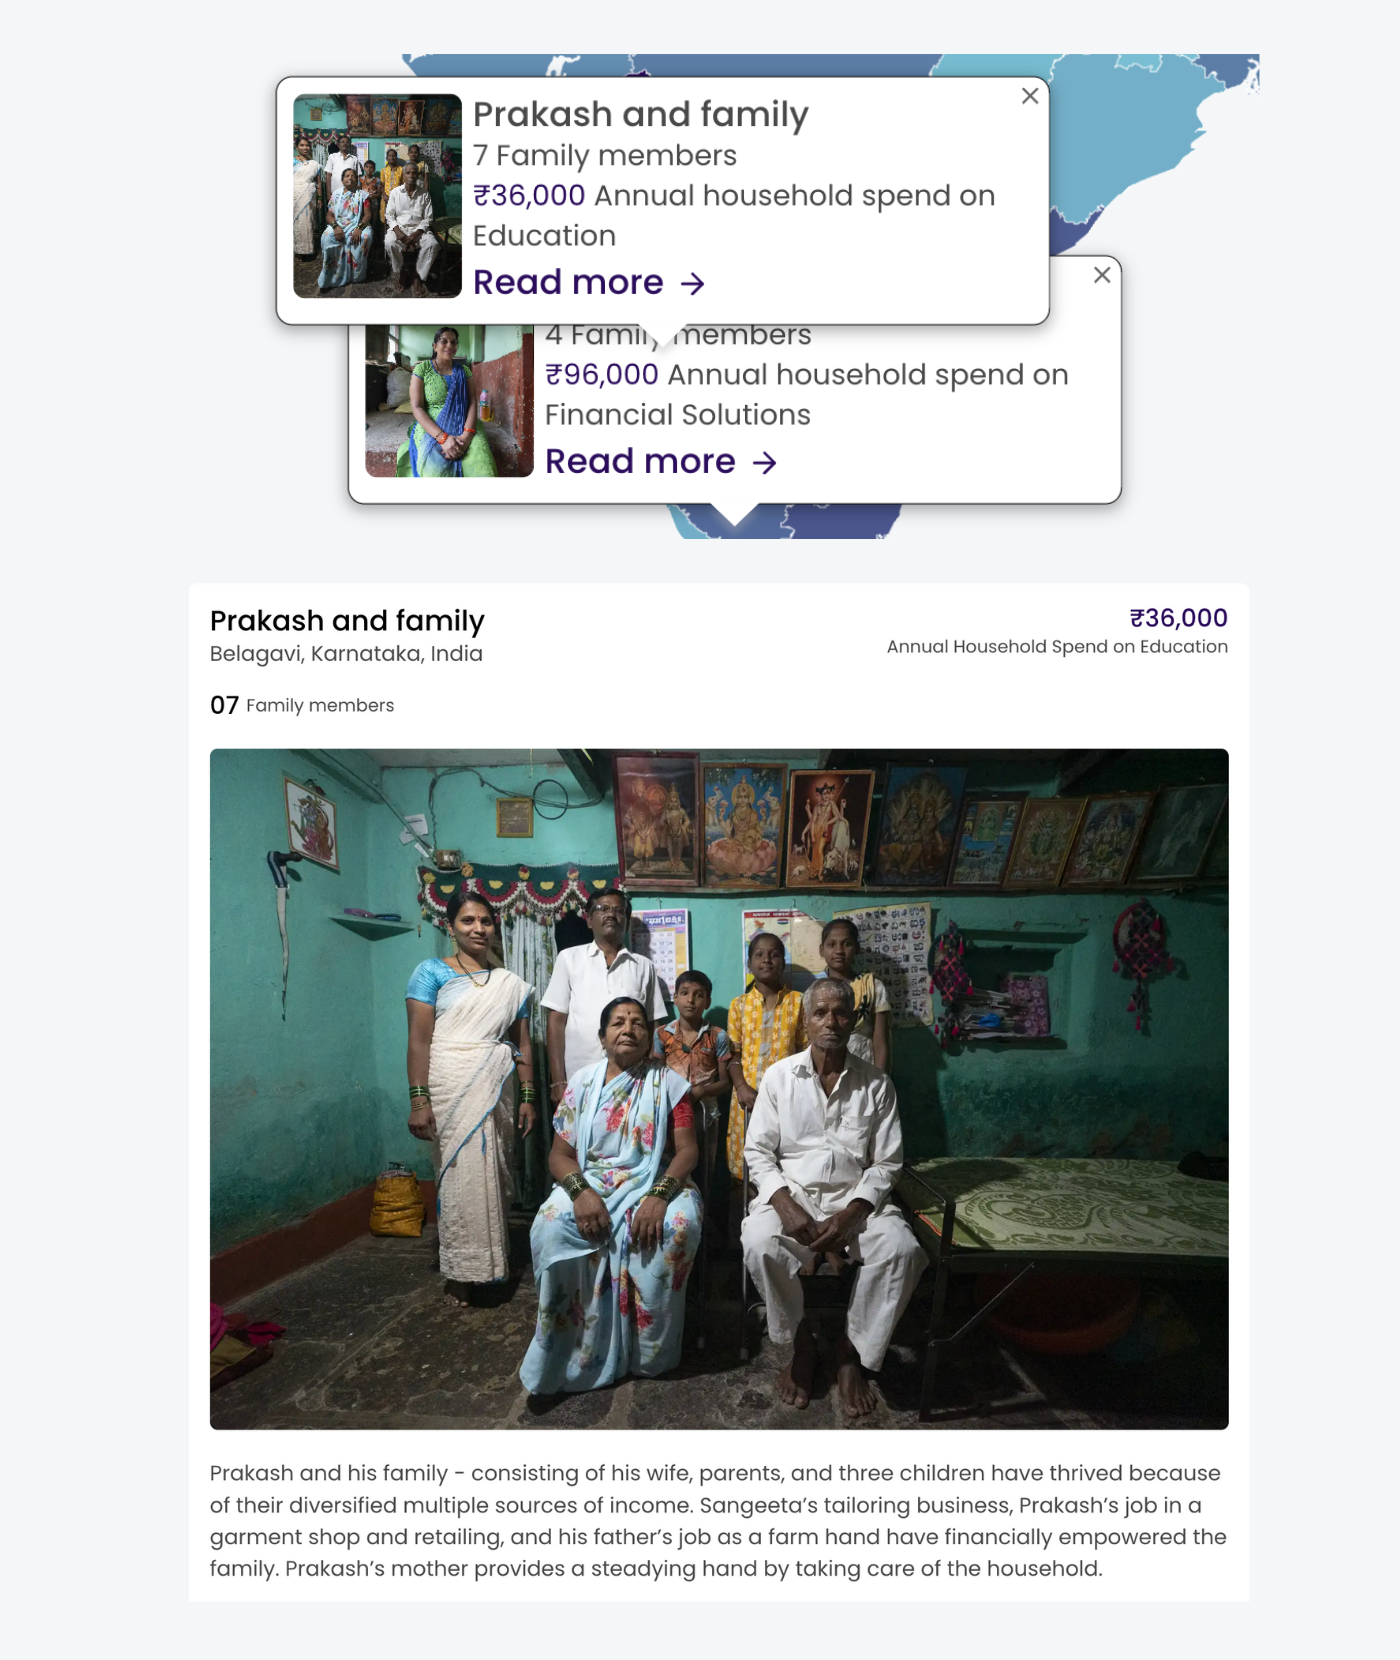 Prakash and family
7 Family members
₹36,000 Annual household spend on
Education
Read more →
4 Family members
₹96,000 Annual household spend on
Financial Solutions
Read more →
Prakash and family
Belagavi, Karnataka, India
07 Family members
₹36,000
Annual Household Spend on Education
Prakash and his family - consisting of his wife, parents, and three children have thrived because
of their diversified multiple sources of income. Sangeeta’s tailoring business, Prakash’s job in a
garment shop and retailing, and his father’s job as a farm hand have financially empowered the
family. Prakash’s mother provides a steadying hand by taking care of the household.